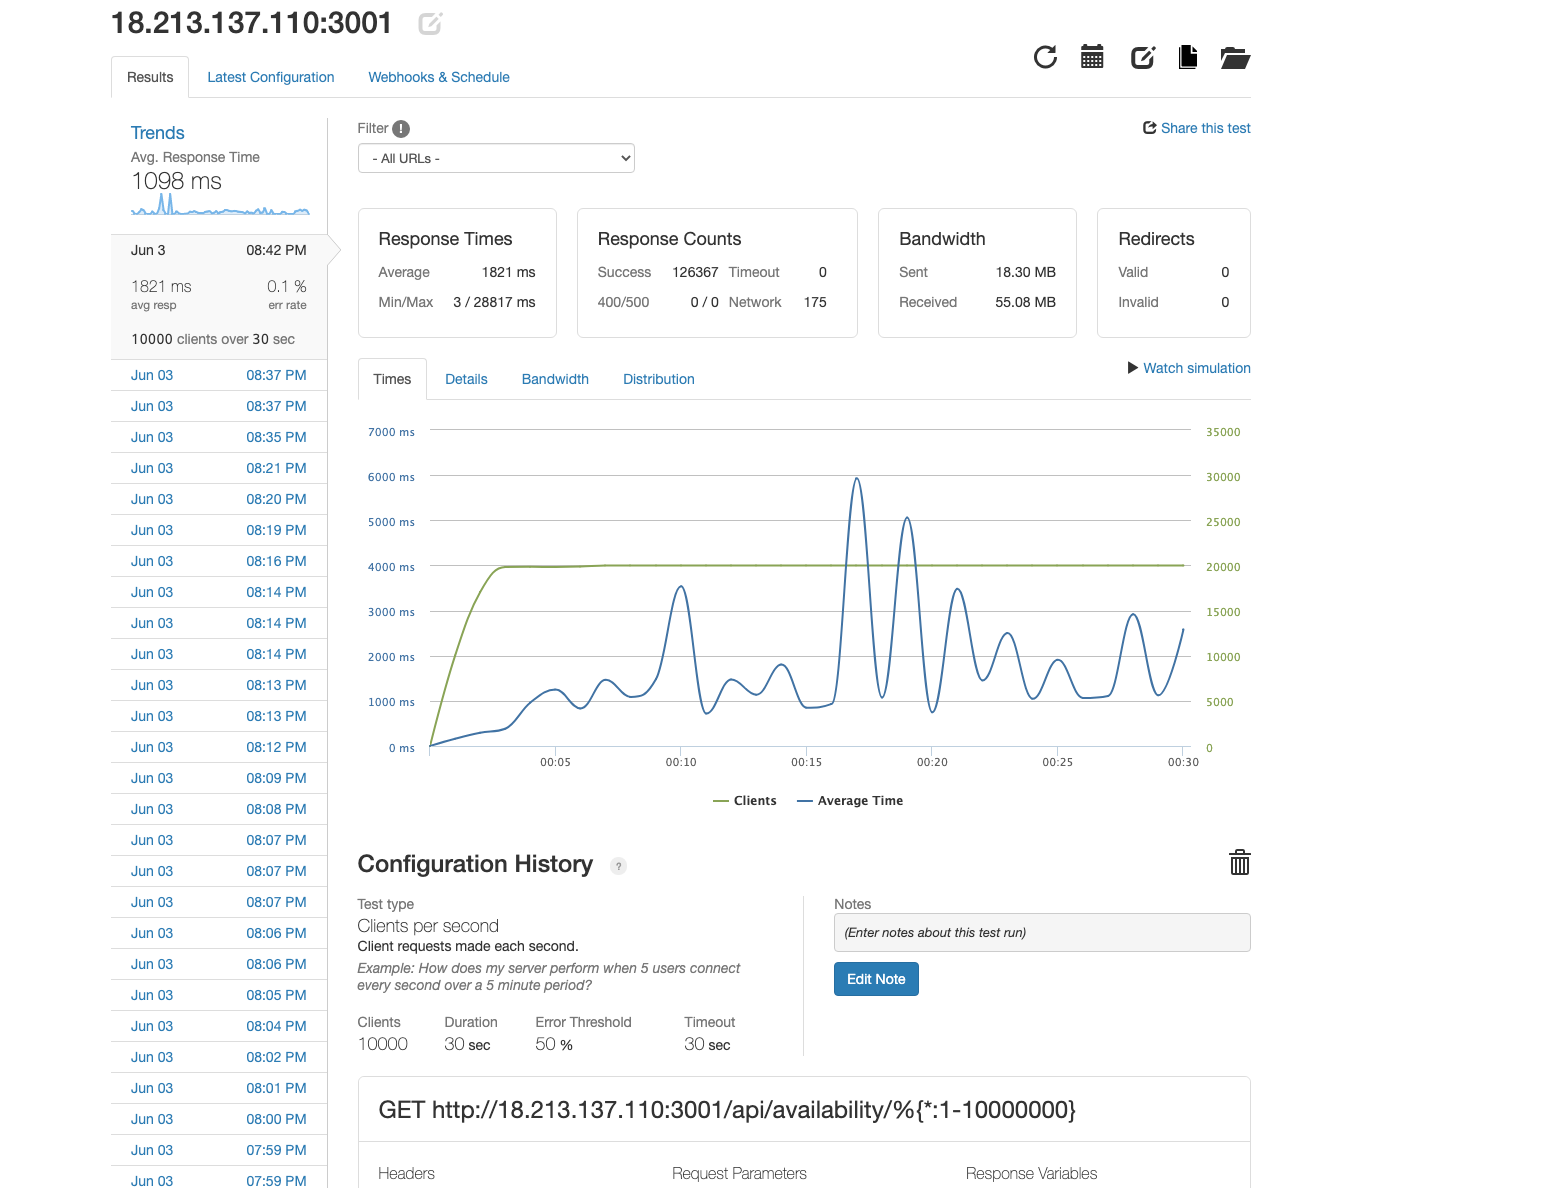 18.213.137.110:3001
Results Latest Configuration Webhooks & Schedule
Trends
Avg. Response Time
1098 ms
Jun 3 08:42 PM
1821 ms 0.1 %
avg resp err rate
10000 clients over 30 sec
Jun 03 08:37 PM
Jun 03 08:37 PM
Jun 03 08:35 PM
Jun 03 08:21 PM
Jun 03 08:20 PM
Jun 03 08:19 PM
Jun 03 08:16 PM
Jun 03 08:14 PM
Jun 03 08:14 PM
Jun 03 08:14 PM
Jun 03 08:13 PM
Jun 03 08:13 PM
Jun 03 08:12 PM
Jun 03 08:09 PM
Jun 03 08:08 PM
Jun 03 08:07 PM
Jun 03 08:07 PM
Jun 03 08:07 PM
Jun 03 08:06 PM
Jun 03 08:06 PM
Jun 03 08:05 PM
Jun 03 08:04 PM
Jun 03 08:02 PM
Jun 03 08:01 PM
Jun 03 08:00 PM
Jun 03 07:59 PM
Jun 03 07:59 PM
Filter !
Share this test
- All URLs -
Response Times
Average 1821 ms
Min/Max 3 / 28817 ms
Response Counts
Success 126367 Timeout 0
400/500 0 / 0 Network 175
Bandwidth
Sent 18.30 MB
Received 55.08 MB
Redirects
Valid 0
Invalid 0
Times Details Bandwidth Distribution
Watch simulation
7000 ms 35000
6000 ms 30000
5000 ms 25000
4000 ms 20000
3000 ms 15000
2000 ms 10000
1000 ms 5000
0 ms 0
00:05 00:10 00:15 00:20 00:25 00:30
Clients Average Time
Configuration History ?
Test type
Clients per second
Client requests made each second.
Example: How does my server perform when 5 users connect
every second over a 5 minute period?
Clients Duration Error Threshold Timeout
10000 30 sec 50 % 30 sec
Notes
(Enter notes about this test run)
Edit Note
GET http://18.213.137.110:3001/api/availability/%{*:1-10000000}
Headers Request Parameters Response Variables